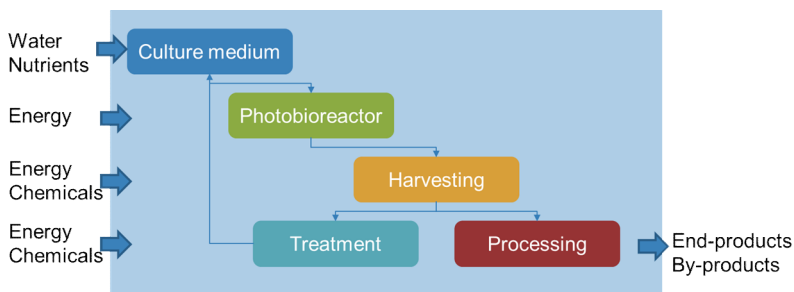 Water
Nutrients
Culture medium
Energy
Photobioreactor
Energy
Chemicals
Harvesting
Energy
Chemicals
Treatment
Processing
End-products
By-products